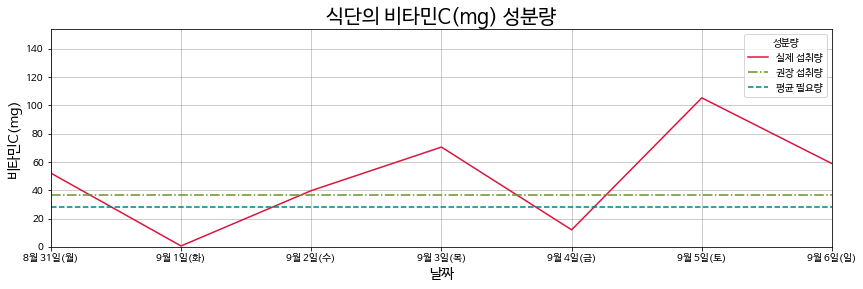 식단의 비타민C(mg) 성분량
성분량
실제 섭취량
권장 섭취량
평균 필요량
비타민C(mg)
140
120
100
80
60
40
20
0
8월 31일(월) 9월 1일(화) 9월 2일(수) 9월 3일(목) 9월 4일(금) 9월 5일(토) 9월 6일(일)
날짜